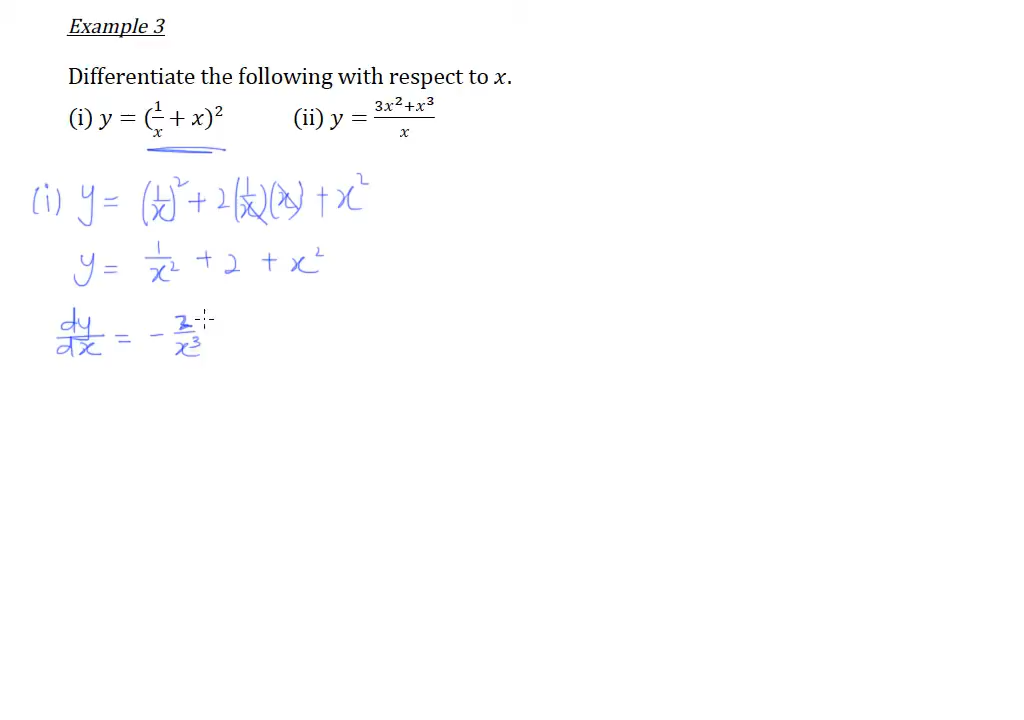 Example 3
Differentiate the following with respect to x.
(i) y = (1/x + x)² (ii) y = (3x²+x³)/x
(i) y = (1/x)² + 2(1/x)(x) + x²
y = 1/x² + 2 + x²
dy/dx = - 2/x³